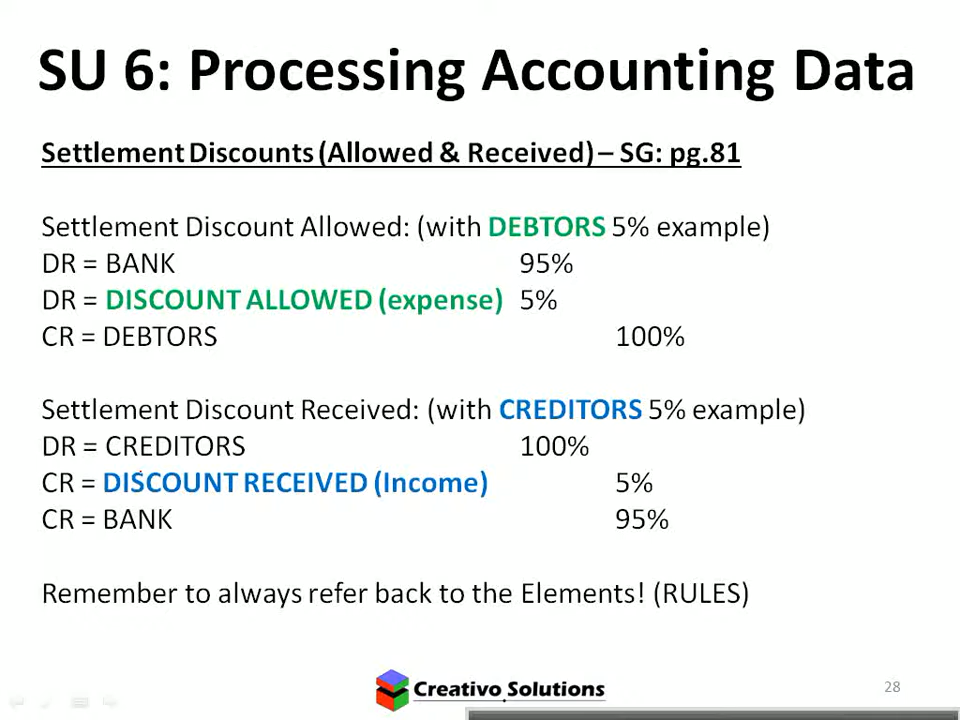 SU 6: Processing Accounting Data
Settlement Discounts (Allowed & Received) – SG: pg.81
Settlement Discount Allowed: (with DEBTORS 5% example)
DR = BANK 95%
DR = DISCOUNT ALLOWED (expense) 5%
CR = DEBTORS 100%
Settlement Discount Received: (with CREDITORS 5% example)
DR = CREDITORS 100%
CR = DISCOUNT RECEIVED (Income) 5%
CR = BANK 95%
Remember to always refer back to the Elements! (RULES)
Creativo Solutions
28